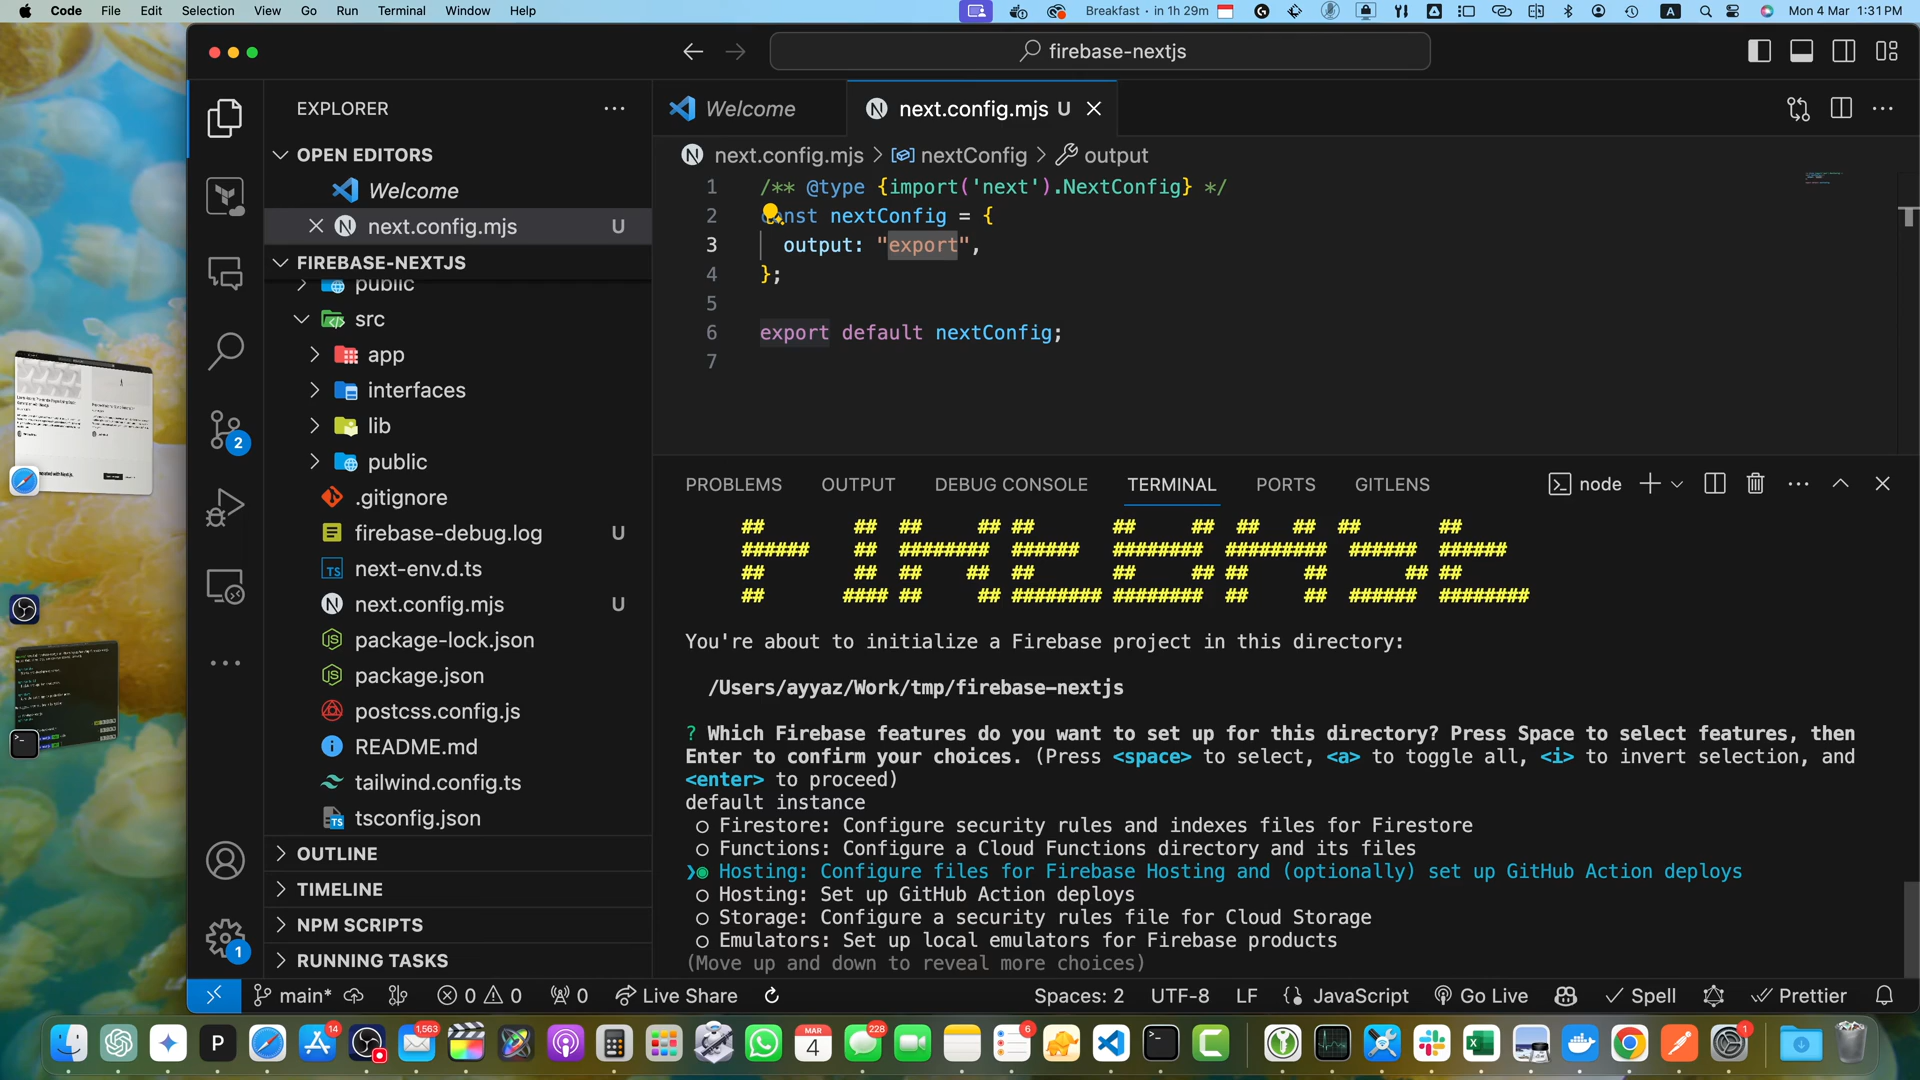 Code File Edit Selection View Go Run Terminal Window Help
Breakfast • in 1h 29m
A
Mon 4 Mar 1:31 PM
firebase-nextjs
EXPLORER
Welcome
next.config.mjs U
OPEN EDITORS
Welcome
next.config.mjs U
FIREBASE-NEXTJS
public
src
app
interfaces
lib
public
.gitignore
firebase-debug.log U
next-env.d.ts
next.config.mjs U
package-lock.json
package.json
postcss.config.js
README.md
tailwind.config.ts
tsconfig.json
OUTLINE
TIMELINE
NPM SCRIPTS
RUNNING TASKS
2
1
next.config.mjs > nextConfig > output
1 /** @type {import('next').NextConfig} */
2 const nextConfig = {
3 output: "export",
4 };
5
6 export default nextConfig;
7
PROBLEMS OUTPUT DEBUG CONSOLE TERMINAL PORTS GITLENS
node
FIREBASE
You're about to initialize a Firebase project in this directory:
/Users/ayyaz/Work/tmp/firebase-nextjs
? Which Firebase features do you want to set up for this directory? Press Space to select features, then
Enter to confirm your choices. (Press <space> to select, <a> to toggle all, <i> to invert selection, and
<enter> to proceed)
default instance
◯ Firestore: Configure security rules and indexes files for Firestore
◯ Functions: Configure a Cloud Functions directory and its files
❯◉ Hosting: Configure files for Firebase Hosting and (optionally) set up GitHub Action deploys
◯ Hosting: Set up GitHub Action deploys
◯ Storage: Configure a security rules file for Cloud Storage
◯ Emulators: Set up local emulators for Firebase products
(Move up and down to reveal more choices)
main* 0 0 0 Live Share
Spaces: 2 UTF-8 LF JavaScript Go Live Spell Prettier
P
14
1,563
MAR
4
228
6
1